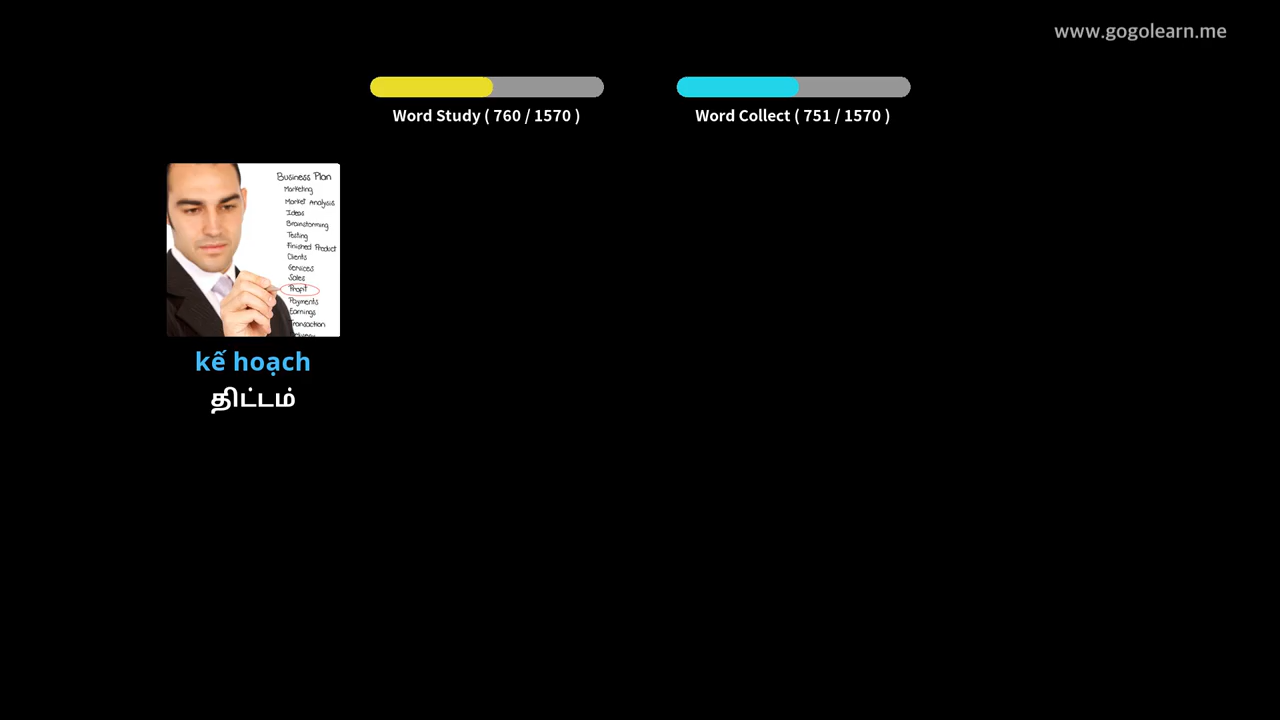 www.gogolearn.me
Word Study ( 760 / 1570 )
Word Collect ( 751 / 1570 )
Business Plan
Marketing
Market Analysis
Ideas
Brainstorming
Testing
Finished Product
Clients
Services
Sales
Profit
Payments
Earnings
Transaction
Delivery
kế hoạch
திட்டம்